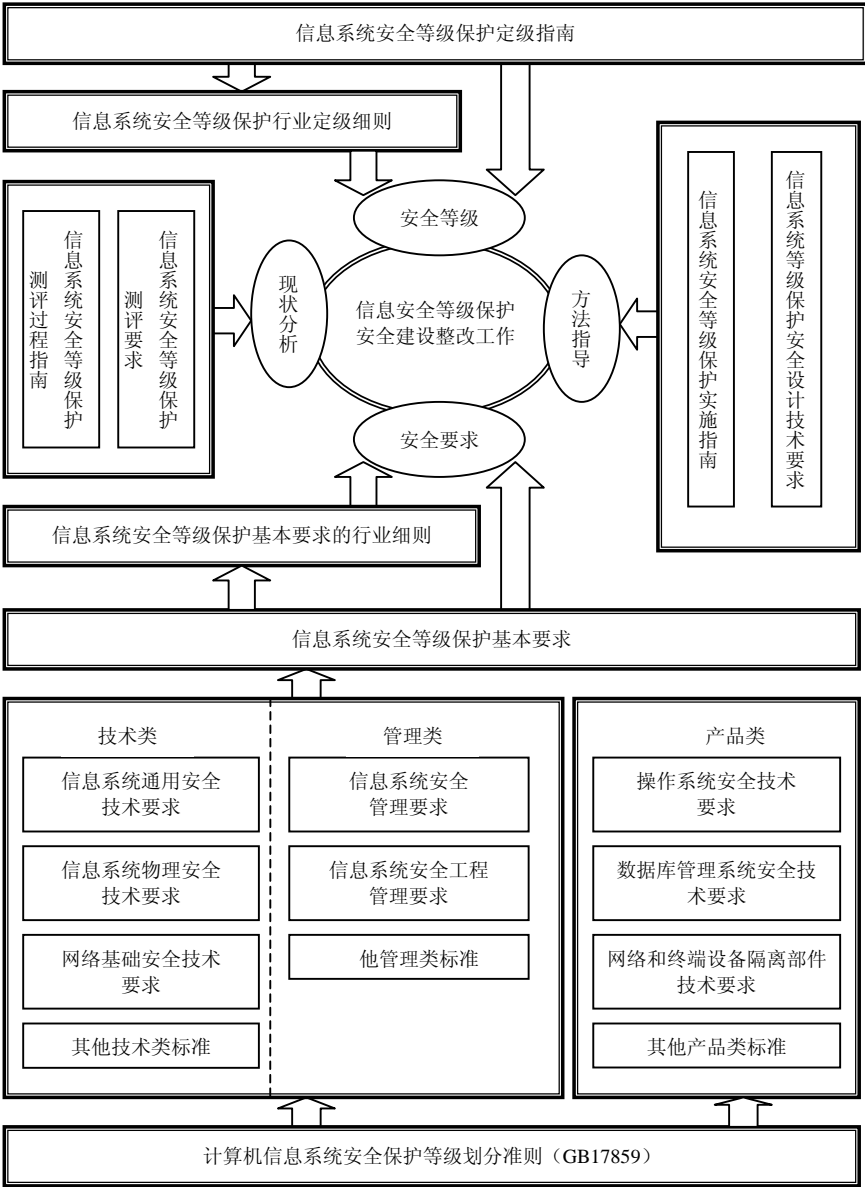 信息系统安全等级保护定级指南
信息系统安全等级保护行业定级细则
信息系统安全等级保护
测评过程指南
信息系统安全等级保护
测评要求
安全等级
现状分析
信息安全等级保护
安全建设整改工作
方法指导
安全要求
信息系统安全等级保护实施指南
信息系统等级保护安全设计技术要求
信息系统安全等级保护基本要求的行业细则
信息系统安全等级保护基本要求
技术类
信息系统通用安全
技术要求
信息系统物理安全
技术要求
网络基础安全技术
要求
其他技术类标准
管理类
信息系统安全
管理要求
信息系统安全工程
管理要求
他管理类标准
产品类
操作系统安全技术
要求
数据库管理系统安全技
术要求
网络和终端设备隔离部件
技术要求
其他产品类标准
计算机信息系统安全保护等级划分准则（GB17859）